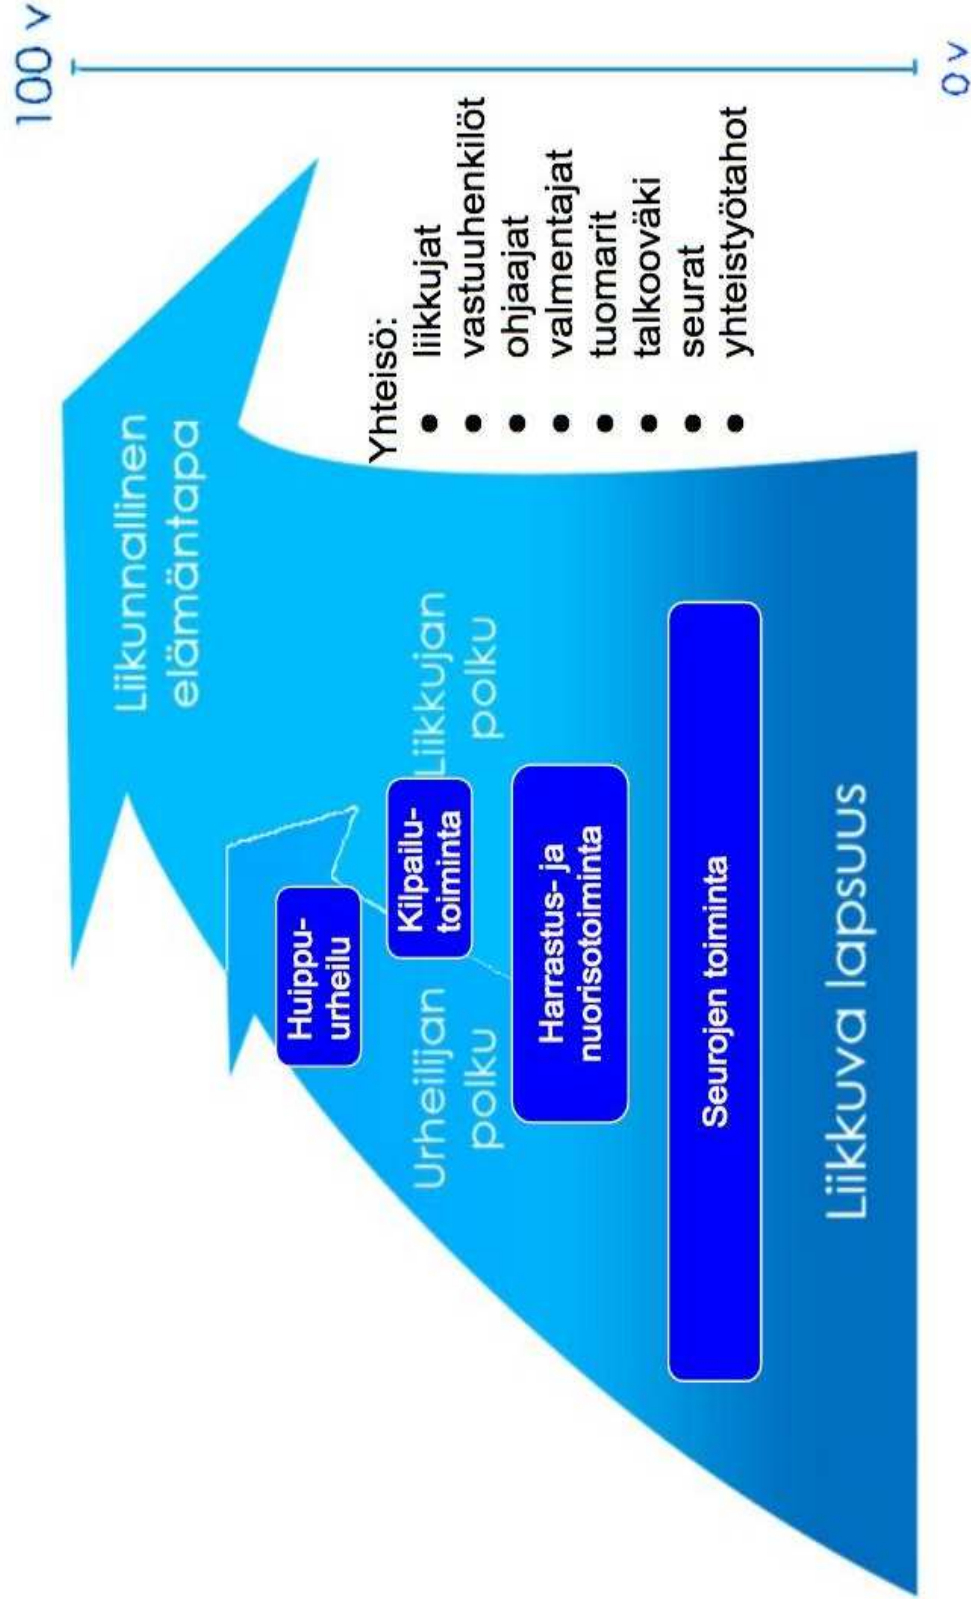 100 v
Liikunnallinen
elämäntapa
Huippu-
urheilu
Yhteisö:
● liikkujat
● vastuuhenkilöt
● ohjaajat
● valmentajat
● tuomarit
● talkooväki
● seurat
● yhteistyötahot
Kilpailu-
toiminta
Urheilijan
polku
Liikkujan
polku
Harrastus- ja
nuorisotoiminta
Seurojen toiminta
Liikkuva lapsuus
0 v